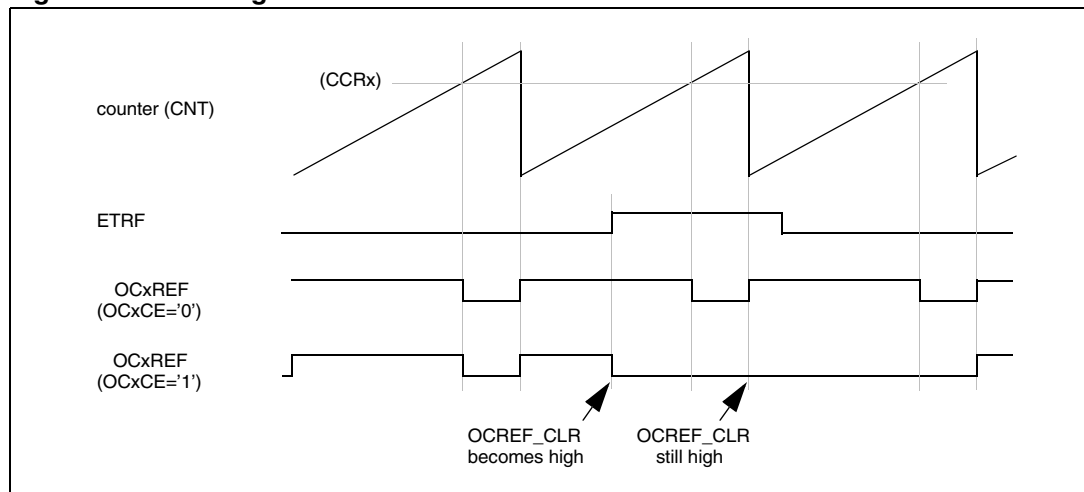 (CCRx)
counter (CNT)
ETRF
OCxREF
(OCxCE='0')
OCxREF
(OCxCE='1')
OCREF_CLR
becomes high
OCREF_CLR
still high